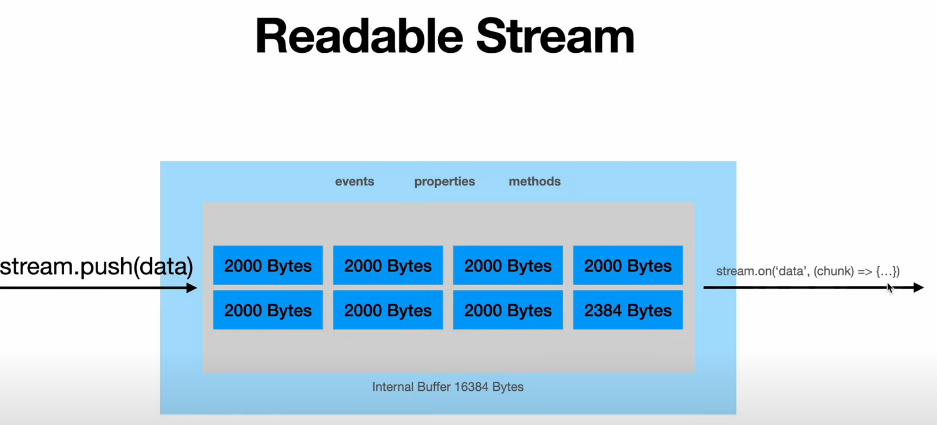 Readable Stream
events properties methods
stream.push(data)
2000 Bytes 2000 Bytes 2000 Bytes 2000 Bytes
2000 Bytes 2000 Bytes 2000 Bytes 2384 Bytes
stream.on(‘data’, (chunk) => {…})
Internal Buffer 16384 Bytes